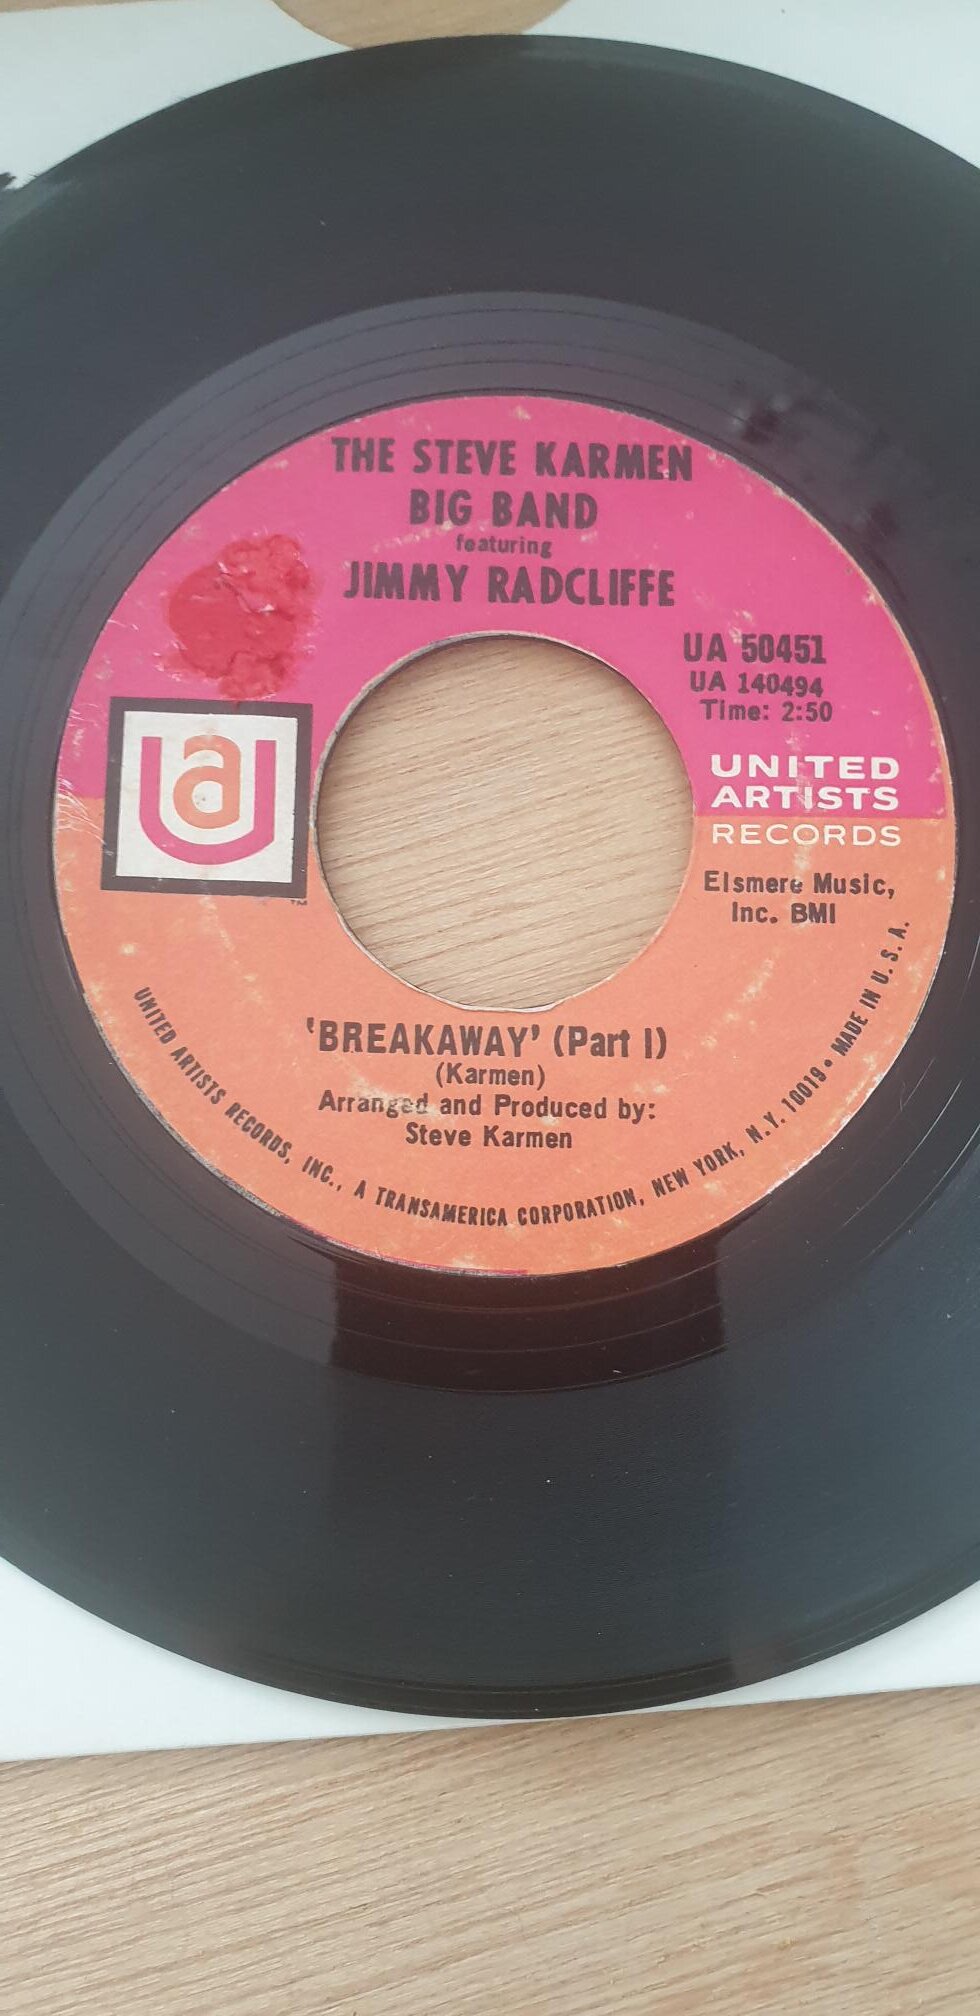 THE STEVE KARMEN
BIG BAND
featuring
JIMMY RADCLIFFE
UA 50451
UA 140494
Time: 2:50
ua
TM
UNITED
ARTISTS
RECORDS
Elsmere Music,
Inc. BMI
'BREAKAWAY' (Part I)
(Karmen)
Arranged and Produced by:
Steve Karmen
UNITED ARTISTS RECORDS, INC., A TRANSAMERICA CORPORATION, NEW YORK, N.Y. 10019 • MADE IN U.S.A.